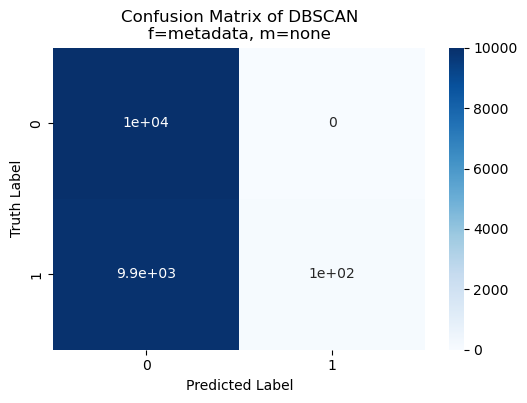 Confusion Matrix of DBSCAN
f=metadata, m=none
Truth Label
0
1
1e+04
0
9.9e+03
1e+02
0
1
Predicted Label
10000
8000
6000
4000
2000
0